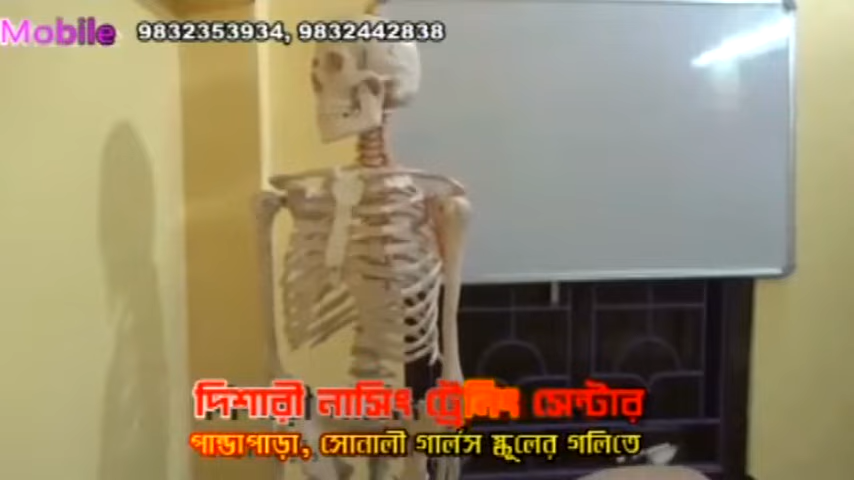 Mobile 9832353934, 9832442838
দিশারী নার্সিং ট্রেনিং সেন্টার
পান্ডাপাড়া, সোনালী গার্লস স্কুলের গলিতে